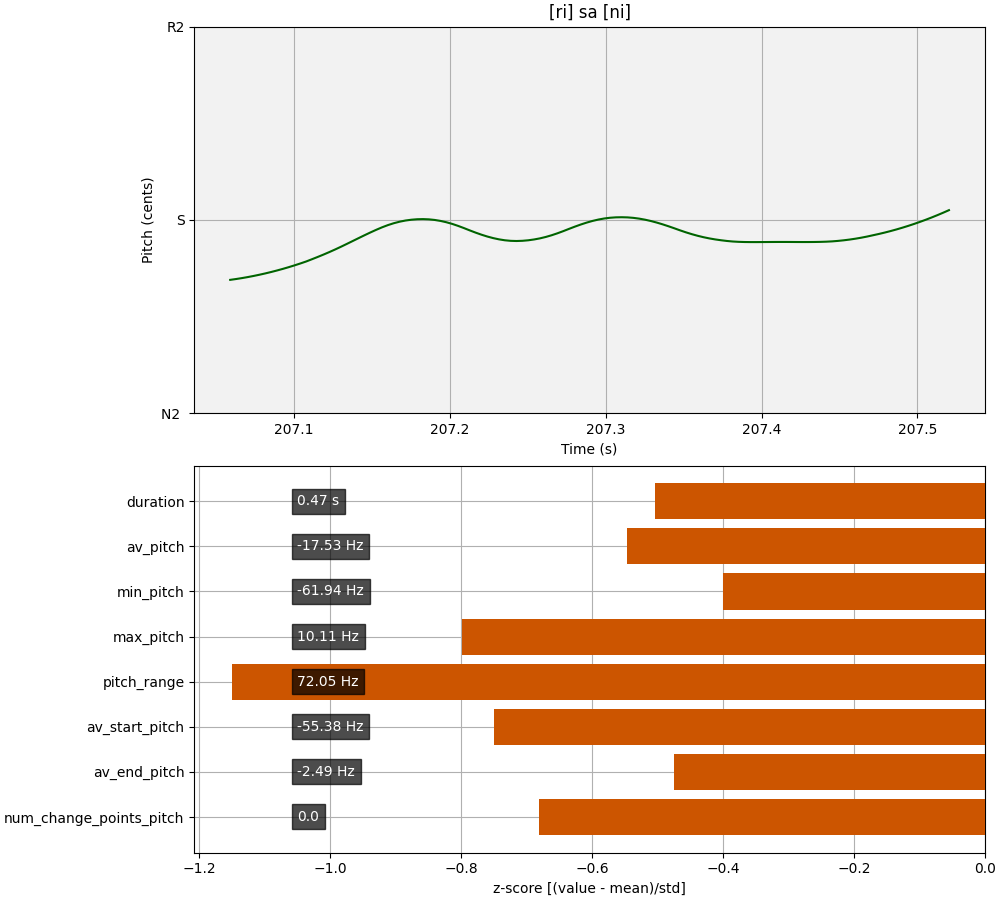 [ri] sa [ni]
R2
S
N2
Pitch (cents)
207.1 207.2 207.3 207.4 207.5
Time (s)
duration 0.47 s
av_pitch -17.53 Hz
min_pitch -61.94 Hz
max_pitch 10.11 Hz
pitch_range 72.05 Hz
av_start_pitch -55.38 Hz
av_end_pitch -2.49 Hz
num_change_points_pitch 0.0
−1.2 −1.0 −0.8 −0.6 −0.4 −0.2 0.0
z-score [(value - mean)/std]